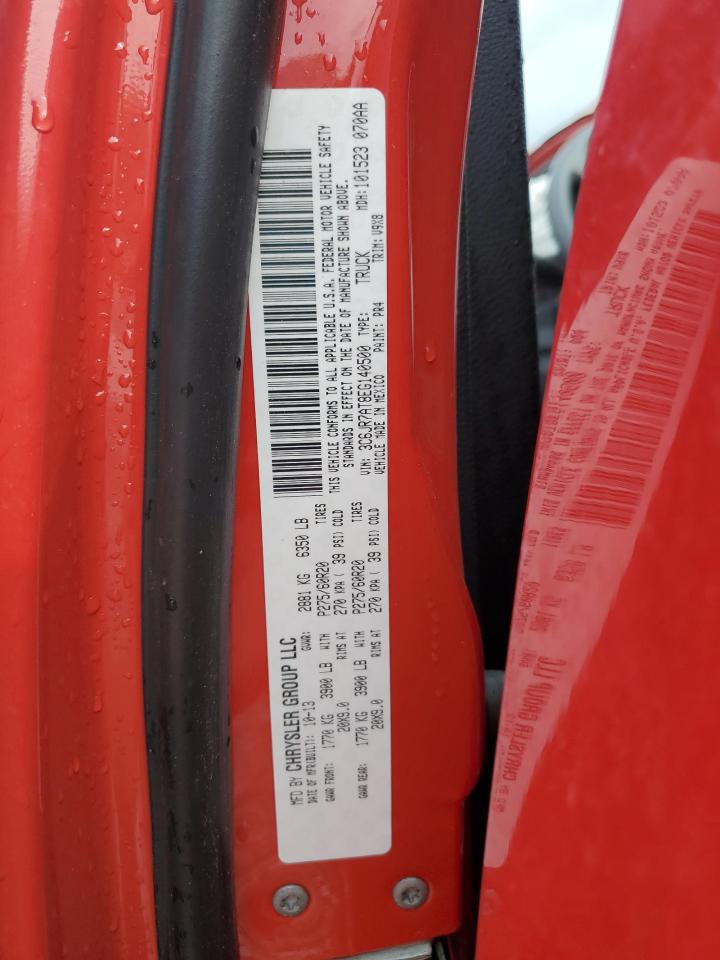 MFD BY CHRYSLER GROUP LLC
DATE OF MFR(BUILT): 10-13 GVWR: 2881 KG 6350 LB
GAWR FRONT: 1770 KG 3900 LB WITH P275/60R20 TIRES
20X9.0 RIMS AT 270 KPA ( 39 PSI) COLD
GAWR REAR: 1770 KG 3900 LB WITH P275/60R20 TIRES
20X9.0 RIMS AT 270 KPA ( 39 PSI) COLD
THIS VEHICLE CONFORMS TO ALL APPLICABLE U.S.A. FEDERAL MOTOR VEHICLE SAFETY
STANDARDS IN EFFECT ON THE DATE OF MANUFACTURE SHOWN ABOVE.
VIN: 3C6JR7AT8EG140500 TYPE: TRUCK MDH: 101523 070AA
VEHICLE MADE IN MEXICO PAINT: PR4 TRIM: V9X8